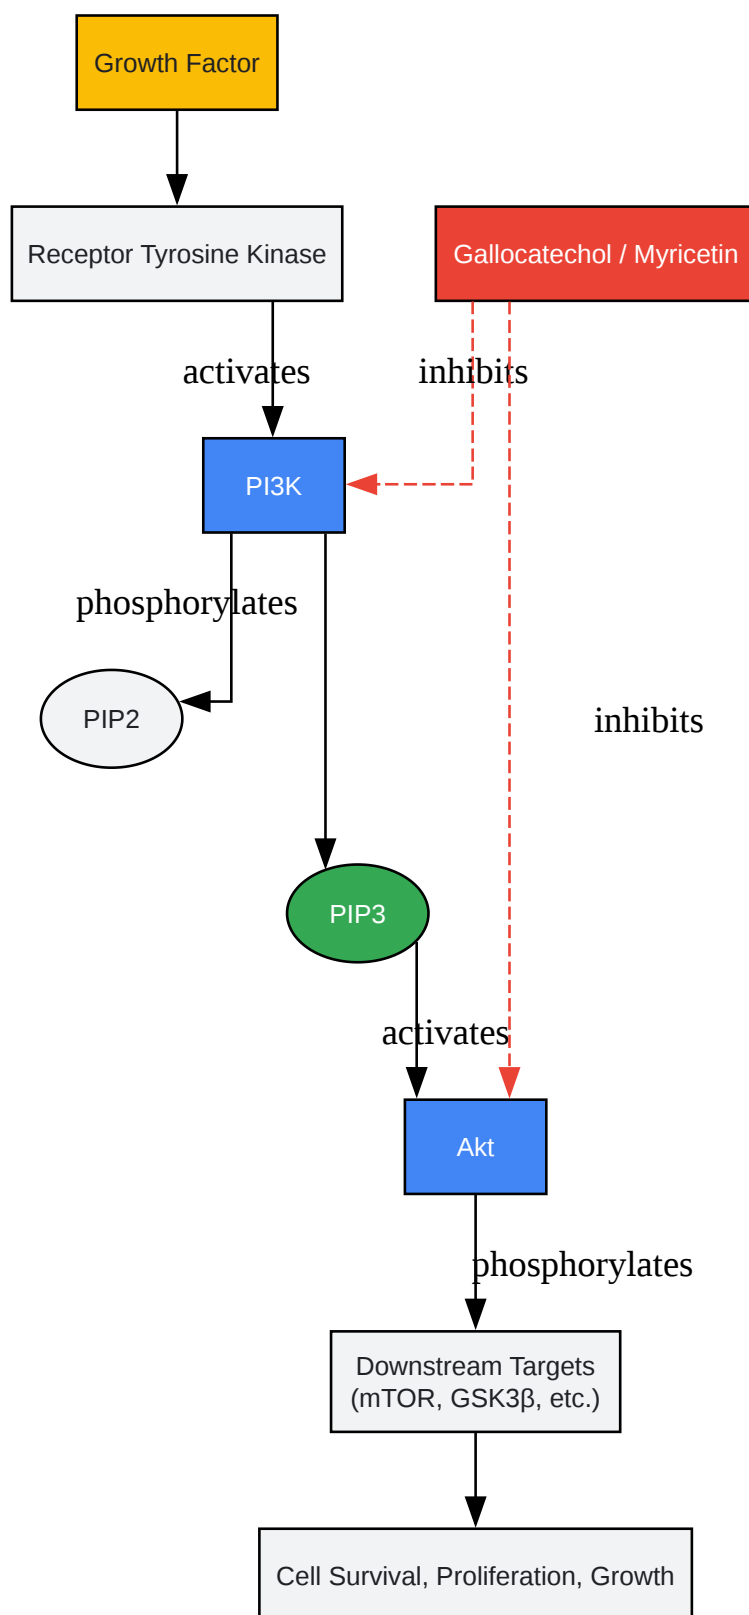 Growth Factor
Receptor Tyrosine Kinase
Gallocatechol / Myricetin
activates
inhibits
PI3K
phosphorylates
PIP2
inhibits
PIP3
activates
Akt
phosphorylates
Downstream Targets
(mTOR, GSK3β, etc.)
Cell Survival, Proliferation, Growth